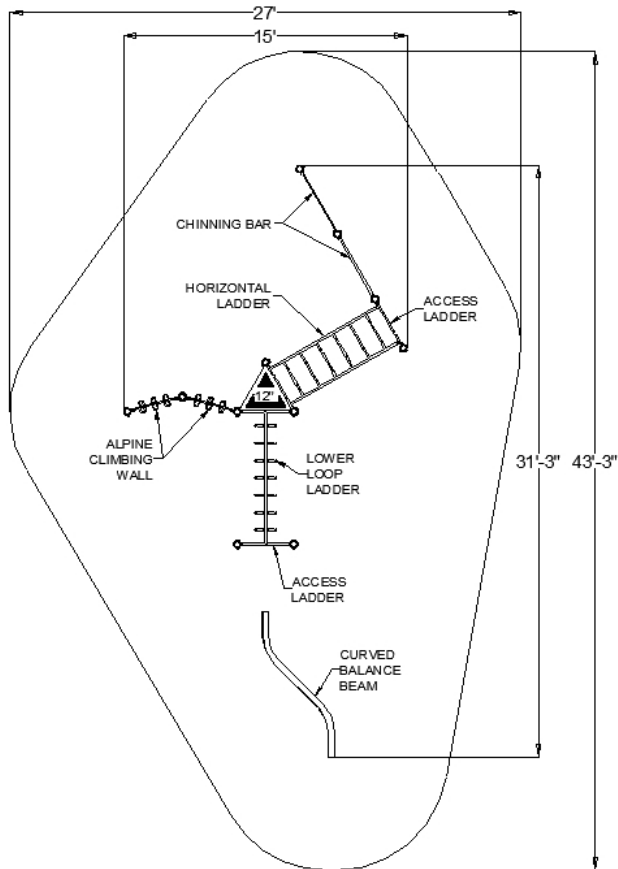 27'
15'
CHINNING BAR
HORIZONTAL
LADDER
ACCESS
LADDER
12"
ALPINE
CLIMBING
WALL
LOWER
LOOP
LADDER
31'-3"
43'-3"
ACCESS
LADDER
CURVED
BALANCE
BEAM